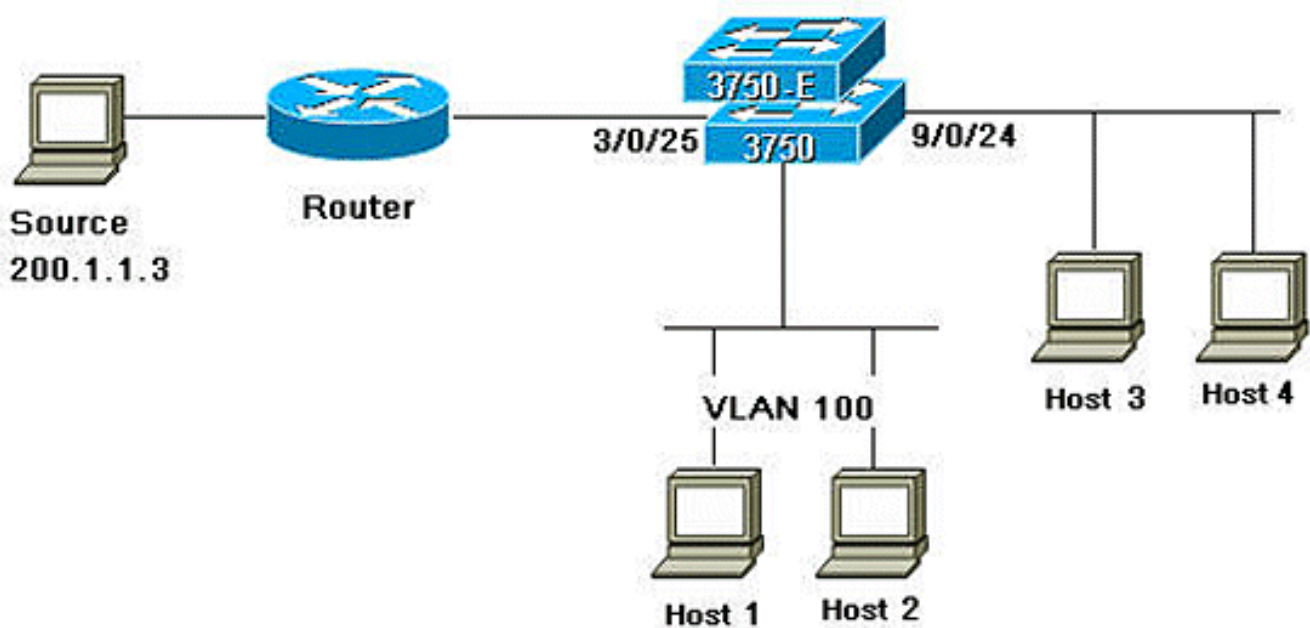 3750-E
3750
3/0/25
9/0/24
Source
200.1.1.3
Router
VLAN 100
Host 3
Host 4
Host 1
Host 2